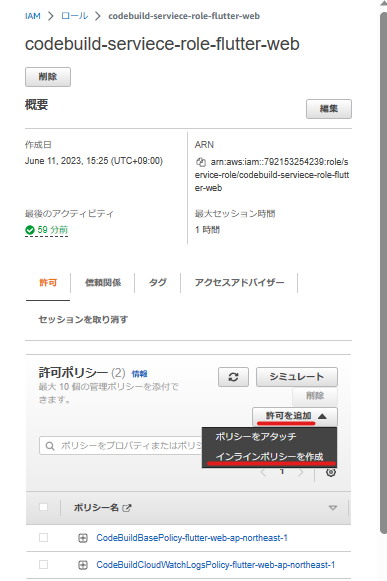 IAM > ロール > codebuild-serviece-role-flutter-web
codebuild-serviece-role-flutter-web
削除
概要
編集
作成日
June 11, 2023, 15:25 (UTC+09:00)
ARN
arn:aws:iam::792153254239:role/se
rvice-role/codebuild-serviece-role-flutt
er-web
最後のアクティビティ
59 分前
最大セッション時間
1 時間
許可
信頼関係
タグ
アクセスアドバイザー
セッションを取り消す
許可ポリシー (2) 情報
最大 10 個の管理ポリシーを添付で
きます。
シミュレート
削除
許可を追加
ポリシーをアタッチ
インラインポリシーを作成
ポリシーをプロパティまたはポリシ
1
ポリシー名
CodeBuildBasePolicy-flutter-web-ap-northeast-1
CodeBuildCloudWatchLogsPolicy-flutter-web-ap-northeast-1